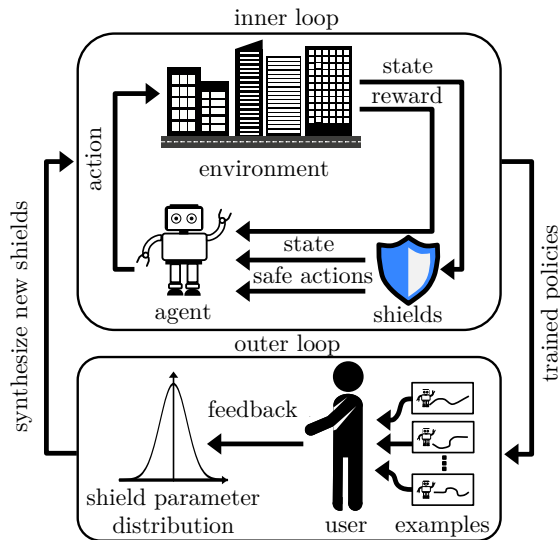 inner loop
state
reward
environment
action
state
safe actions
agent
shields
synthesize new shields
trained policies
outer loop
feedback
shield parameter
distribution
user
examples